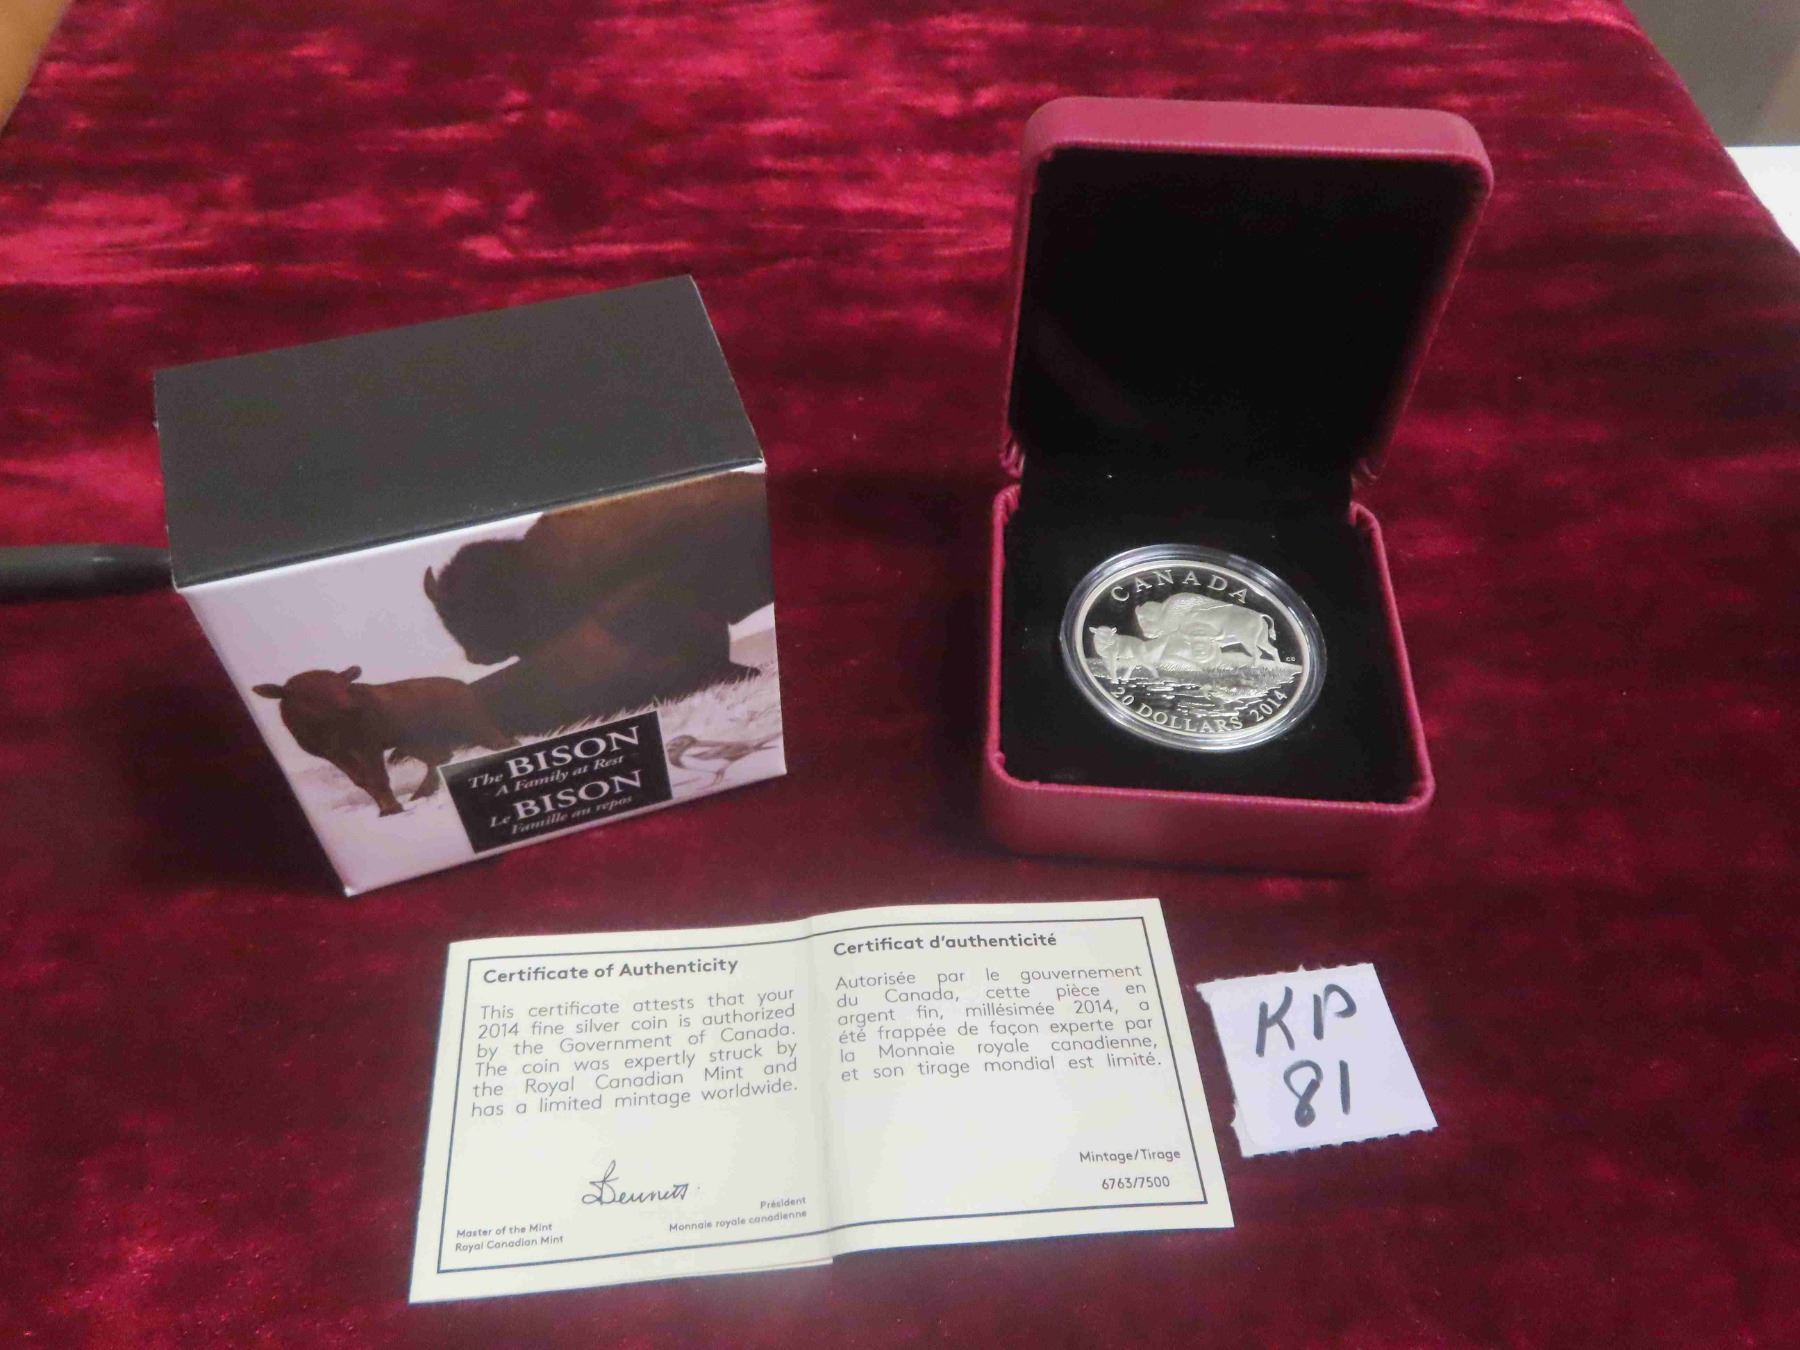 CANADA
20 DOLLARS 2014
CD
The BISON
A Family at Rest
Le BISON
Famille au repos
Certificate of Authenticity
This certificate attests that your
2014 fine silver coin is authorized
by the Government of Canada.
The coin was expertly struck by
the Royal Canadian Mint and
has a limited mintage worldwide.
Bennett
Master of the Mint
Royal Canadian Mint
Président
Monnaie royale canadienne
Certificat d'authenticité
Autorisée par le gouvernement
du Canada, cette pièce en
argent fin, millésimée 2014, a
été frappée de façon experte par
la Monnaie royale canadienne,
et son tirage mondial est limité.
Mintage/Tirage
6763/7500
KP
81